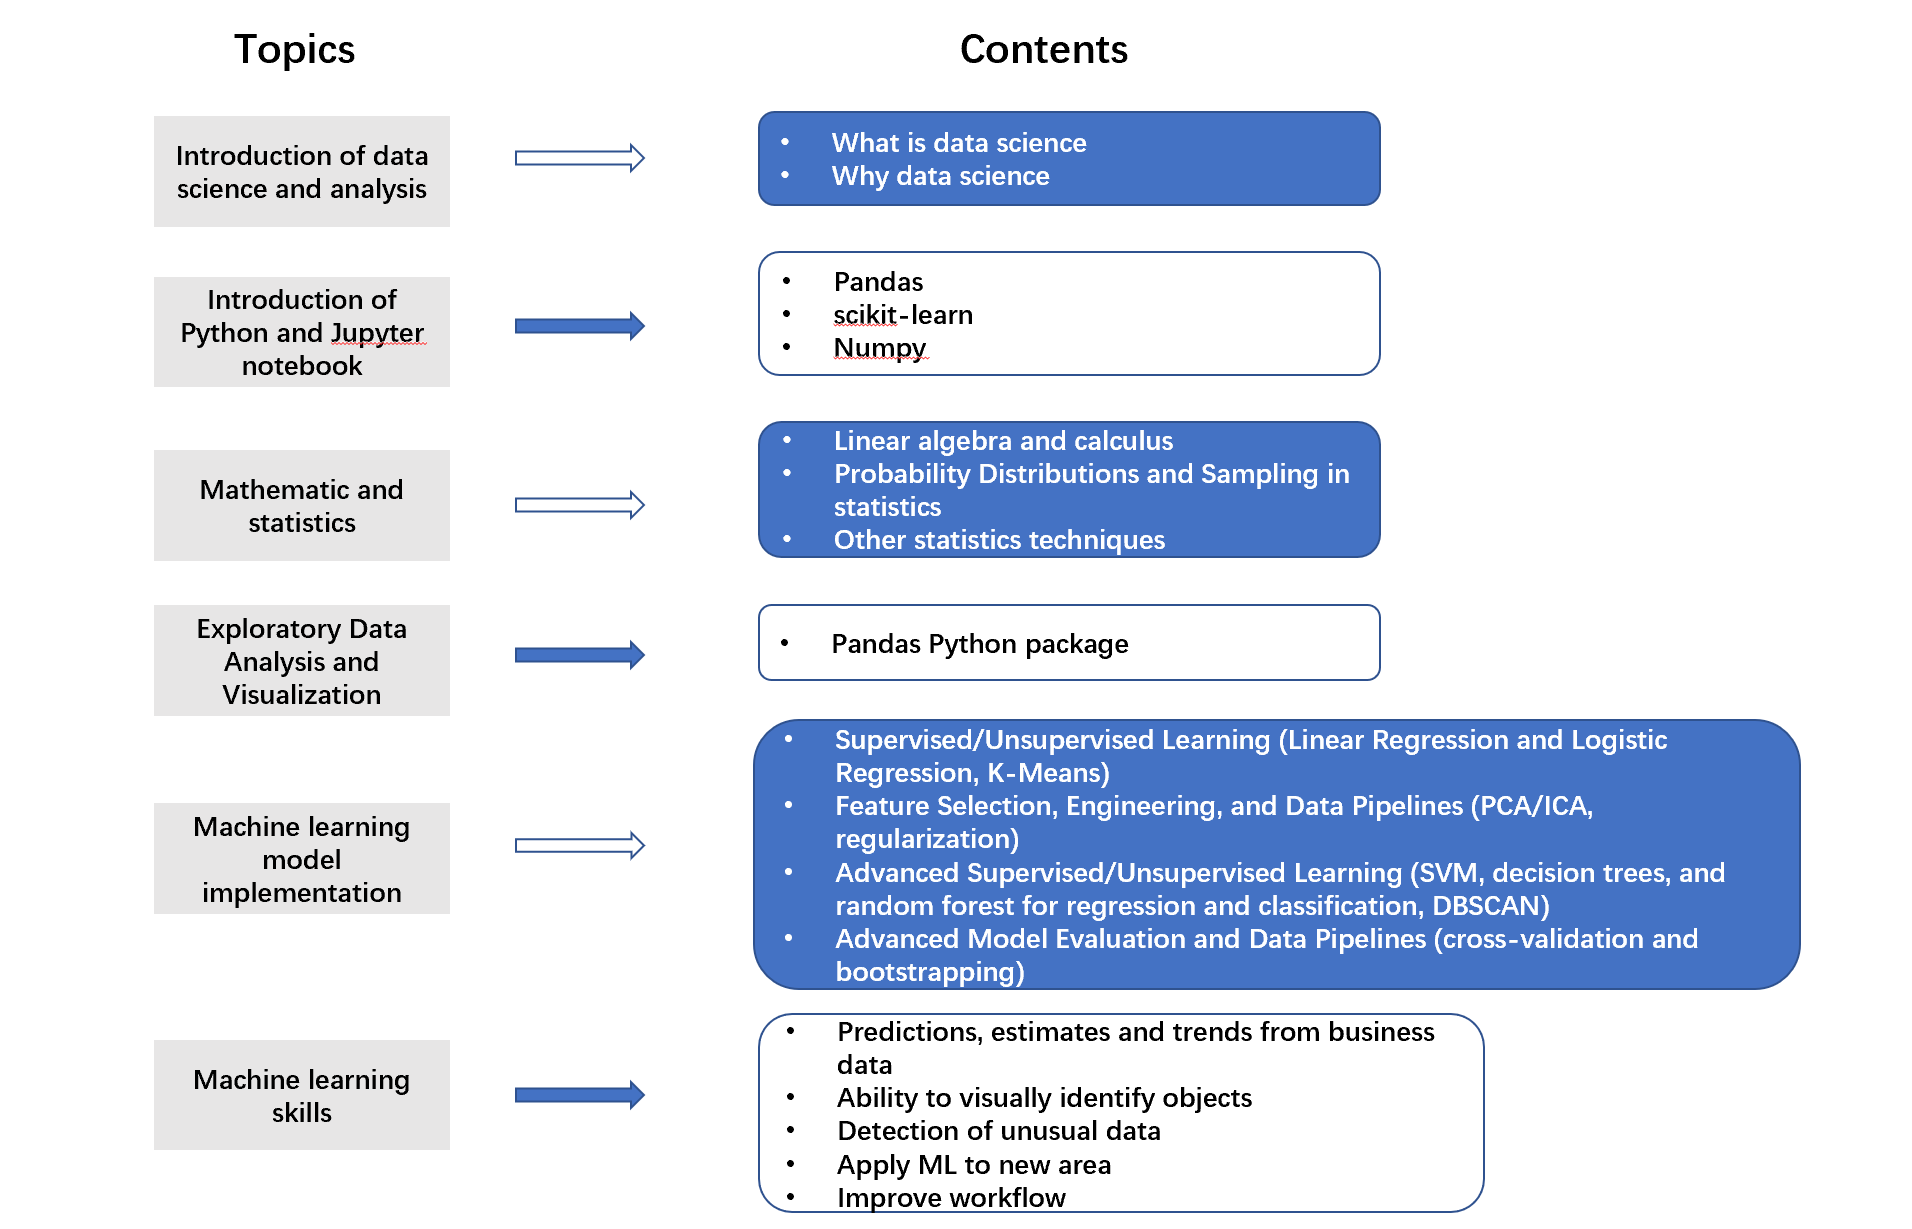 Topics
Contents
Introduction of data
science and analysis
• What is data science
• Why data science
Introduction of
Python and Jupyter
notebook
• Pandas
• scikit-learn
• Numpy
Mathematic and
statistics
• Linear algebra and calculus
• Probability Distributions and Sampling in
statistics
• Other statistics techniques
Exploratory Data
Analysis and
Visualization
• Pandas Python package
Machine learning
model
implementation
• Supervised/Unsupervised Learning (Linear Regression and Logistic
Regression, K-Means)
• Feature Selection, Engineering, and Data Pipelines (PCA/ICA,
regularization)
• Advanced Supervised/Unsupervised Learning (SVM, decision trees, and
random forest for regression and classification, DBSCAN)
• Advanced Model Evaluation and Data Pipelines (cross-validation and
bootstrapping)
Machine learning
skills
• Predictions, estimates and trends from business
data
• Ability to visually identify objects
• Detection of unusual data
• Apply ML to new area
• Improve workflow